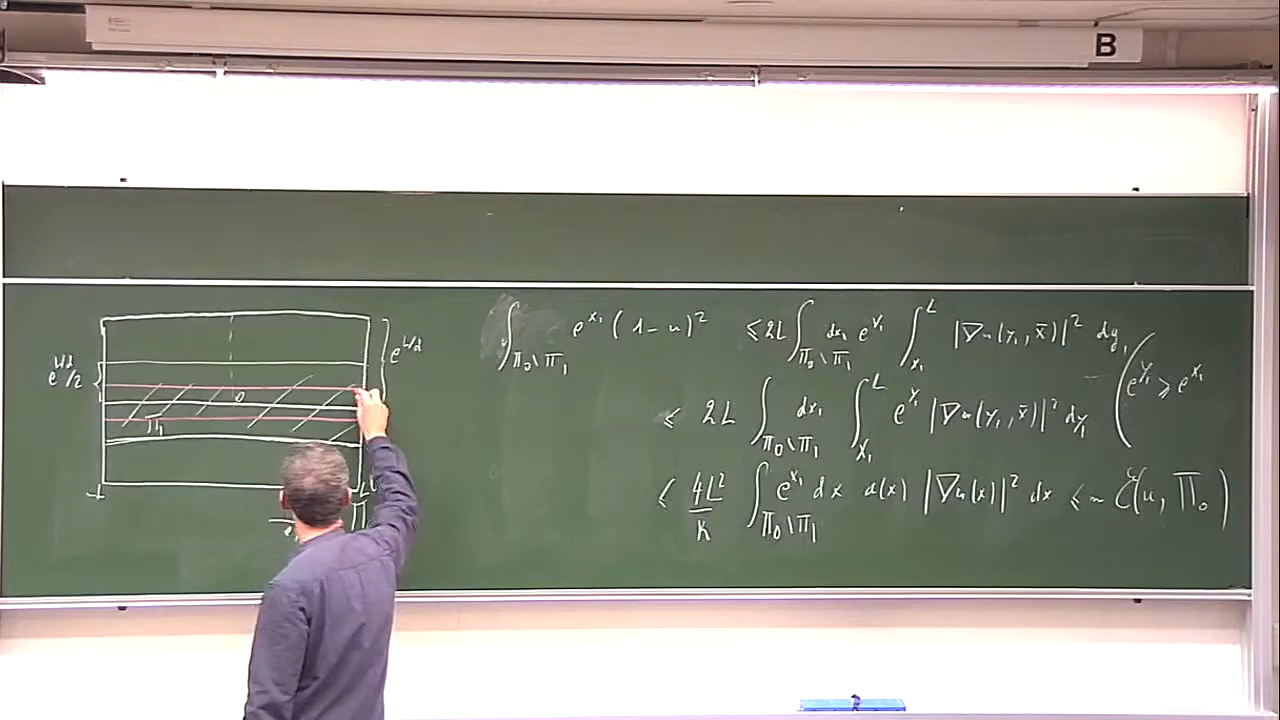 B
∫_{Π₀\Π₁} e^{x₁} (1-u)² ≤ 2L ∫_{Π₀\Π₁} dx₁ e^{x₁} ∫_{x₁}^{L} |∇u(y₁, x̄)|² dy₁
≤ 2L ∫_{Π₀\Π₁} dx₁ ∫_{x₁}^{L} e^{y₁} |∇u(y₁, x̄)|² dy₁ (e^{y₁} ≥ e^{x₁}
≤ 4L²/k ∫_{Π₀\Π₁} e^{x₁} dx a(x) |∇u(x)|² dx ≤ ~ ℰ(u, Π₀)
e^{L/d}
e^{L/d}/2
0
Π₁
-L
L